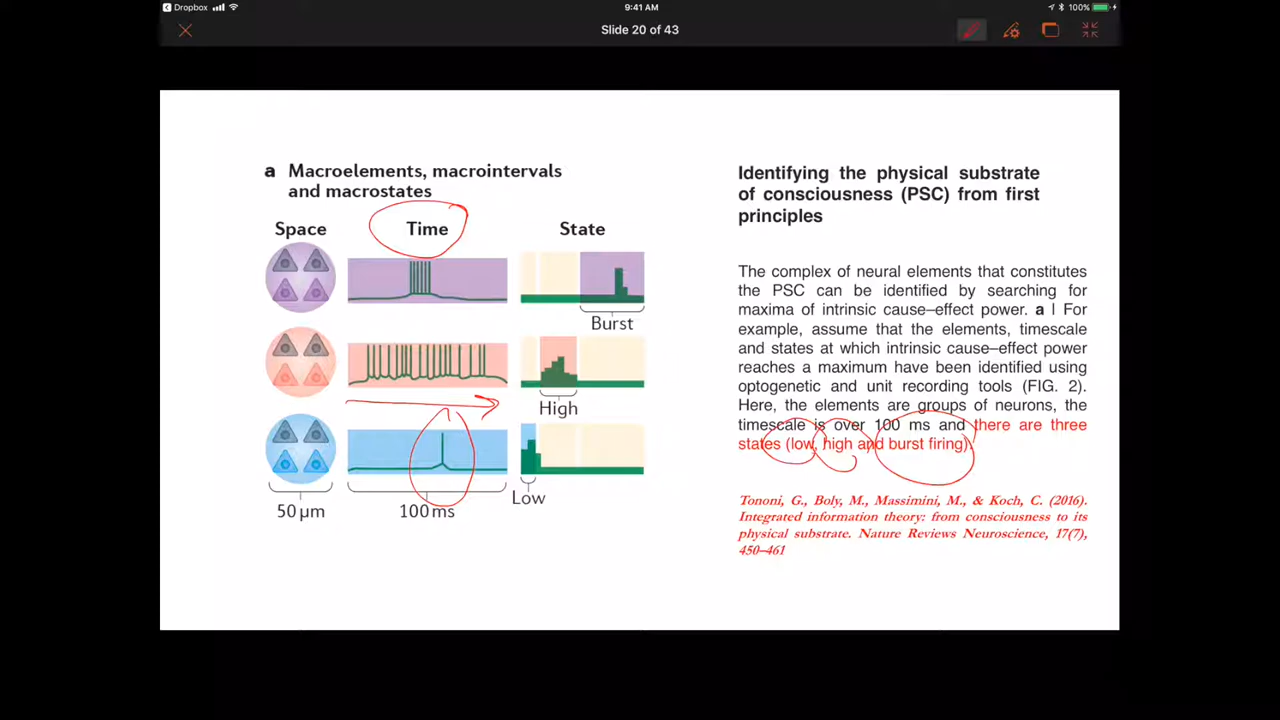 Dropbox
9:41 AM
100%
Slide 20 of 43
a Macroelements, macrointervals
and macrostates
Space
Time
State
Burst
High
Low
50 µm
100 ms
Identifying the physical substrate
of consciousness (PSC) from first
principles
The complex of neural elements that constitutes
the PSC can be identified by searching for
maxima of intrinsic cause–effect power. a | For
example, assume that the elements, timescale
and states at which intrinsic cause–effect power
reaches a maximum have been identified using
optogenetic and unit recording tools (FIG. 2).
Here, the elements are groups of neurons, the
timescale is over 100 ms and there are three
states (low, high and burst firing).
Tononi, G., Boly, M., Massimini, M., & Koch, C. (2016).
Integrated information theory: from consciousness to its
physical substrate. Nature Reviews Neuroscience, 17(7),
450–461